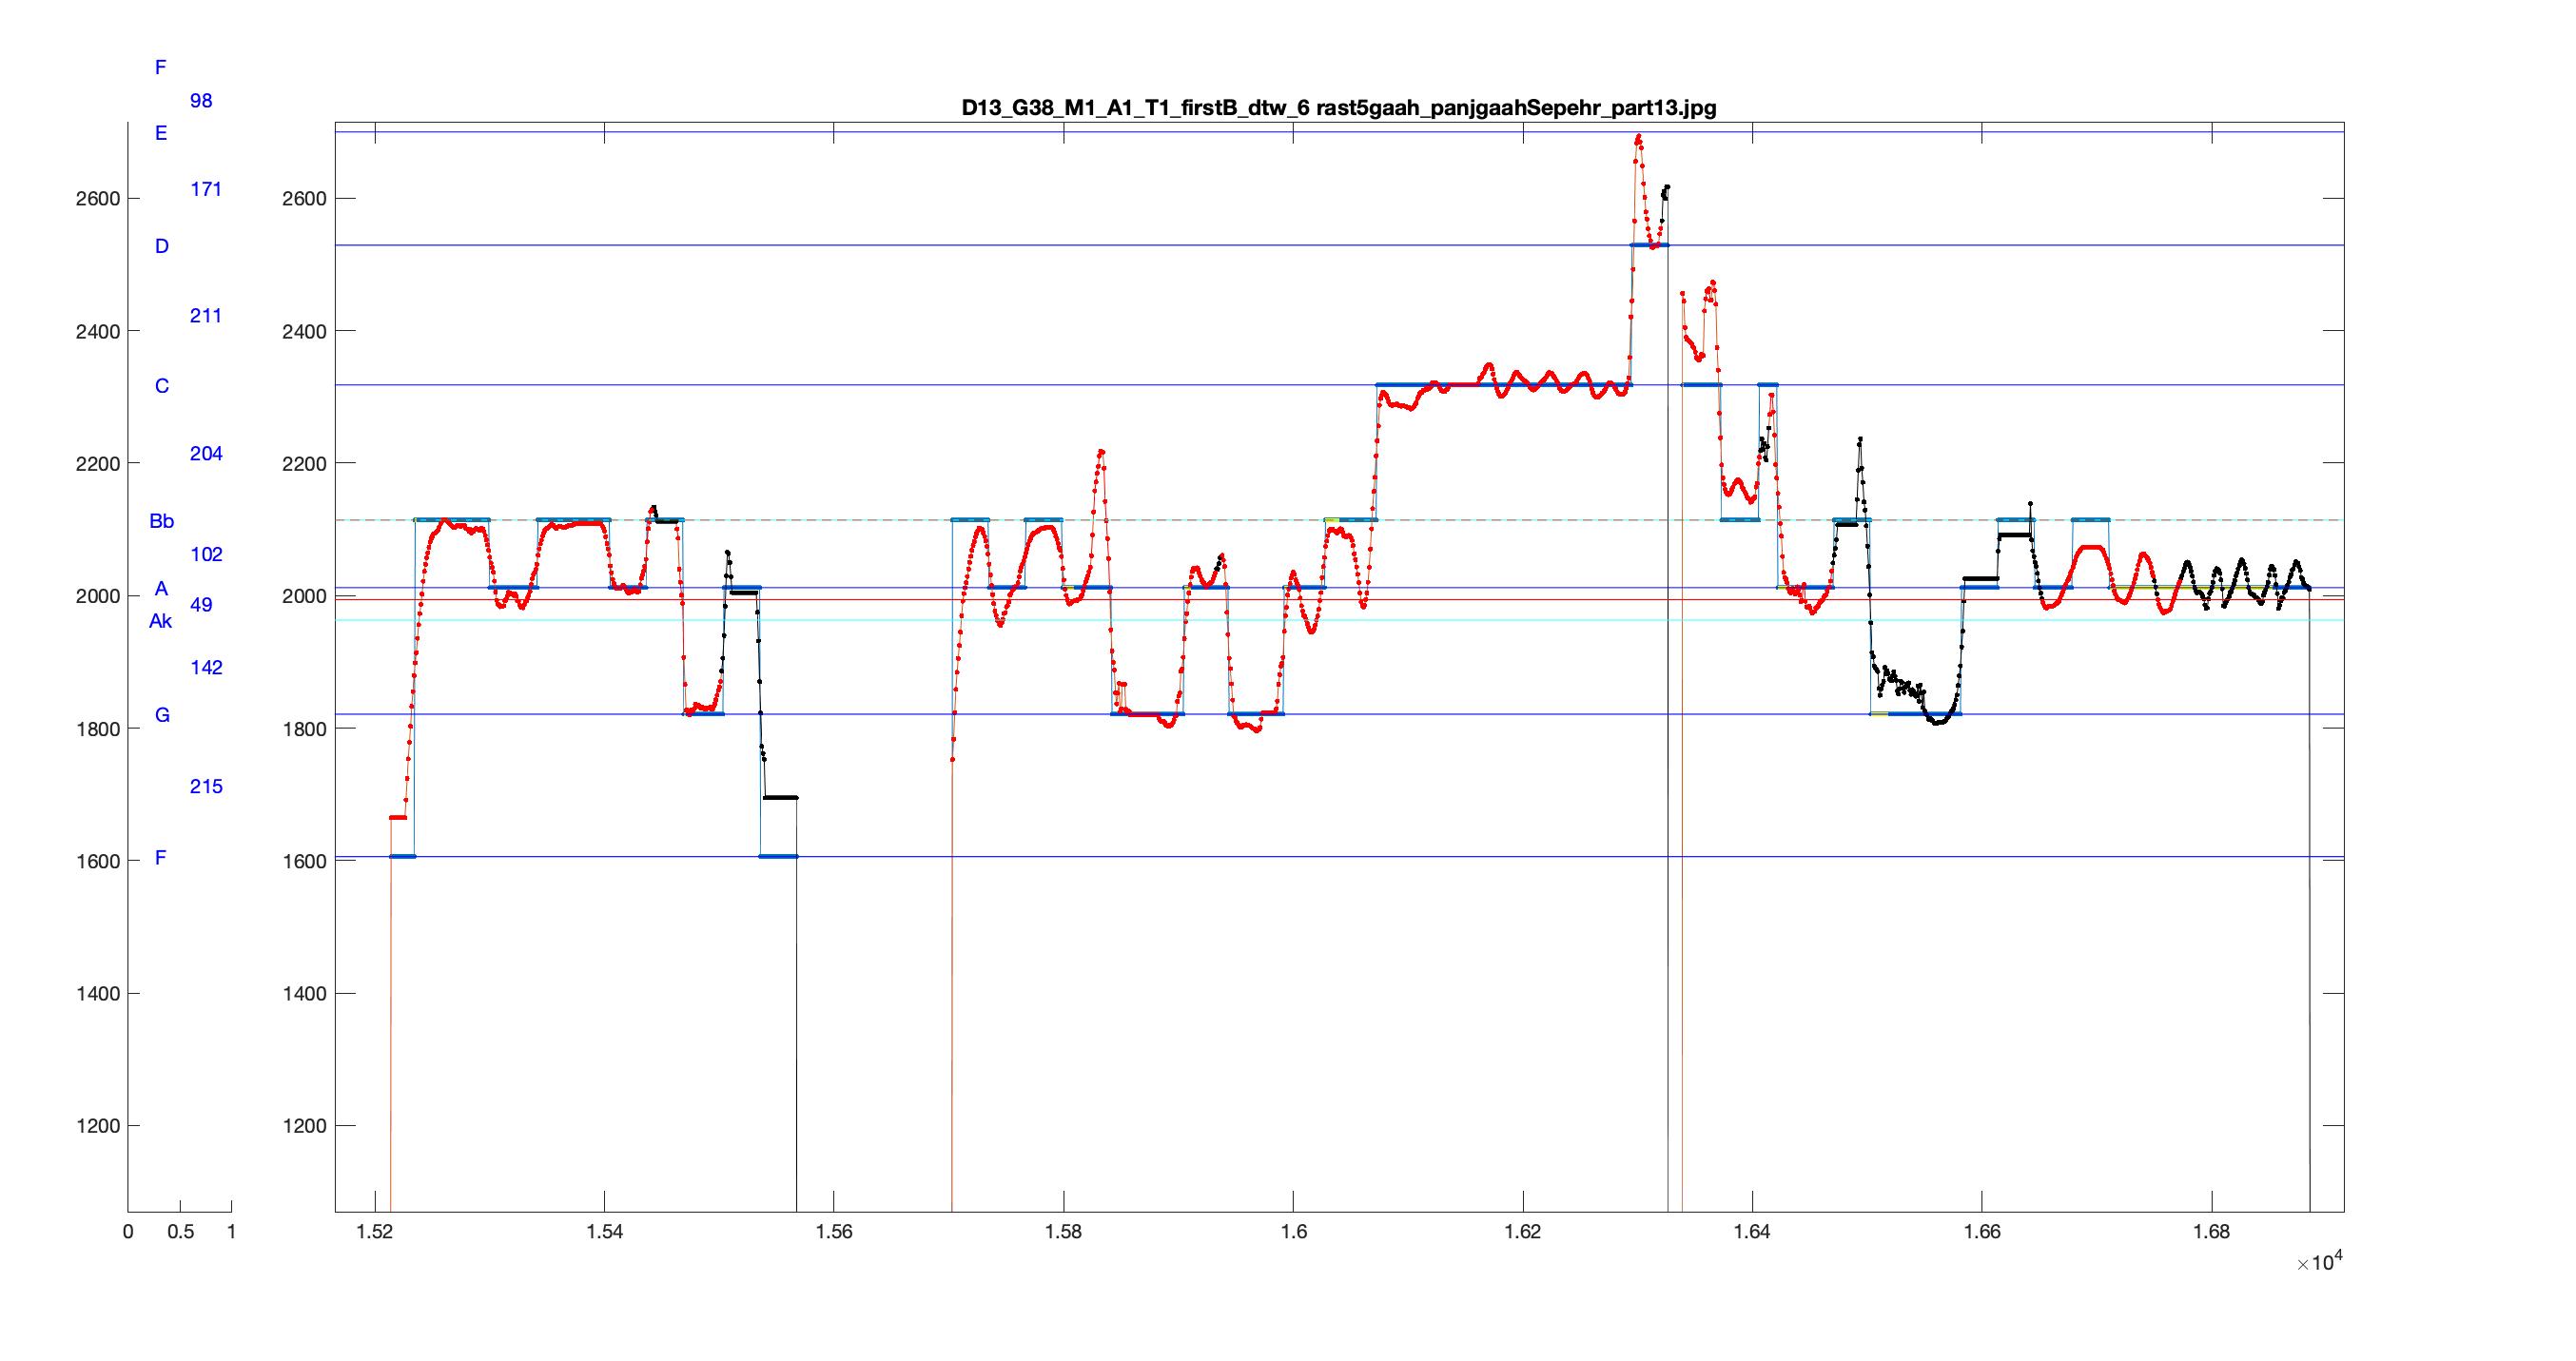 F
98
D13_G38_M1_A1_T1_firstB_dtw_6 rast5gaah_panjgaahSepehr_part13.jpg
E
171
2600 2600
D
211
2400 2400
C
204
2200 2200
Bb
102
A
2000 49 2000
Ak
142
G
1800 1800
215
1600 F 1600
1400 1400
1200 1200
0 0.5 1 1.52 1.54 1.56 1.58 1.6 1.62 1.64 1.66 1.68
×10⁴